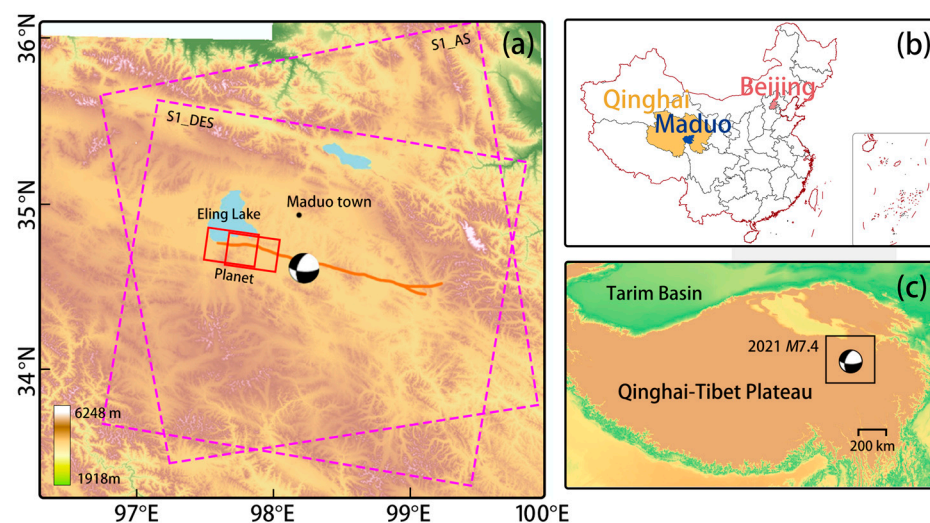 (a)
S1_AS
S1_DES
Maduo town
Eling Lake
Planet
6248 m
1918m
36°N
35°N
34°N
97°E
98°E
99°E
100°E
(b)
Beijing
Qinghai
Maduo
(c)
Tarim Basin
2021 M7.4
Qinghai-Tibet Plateau
200 km